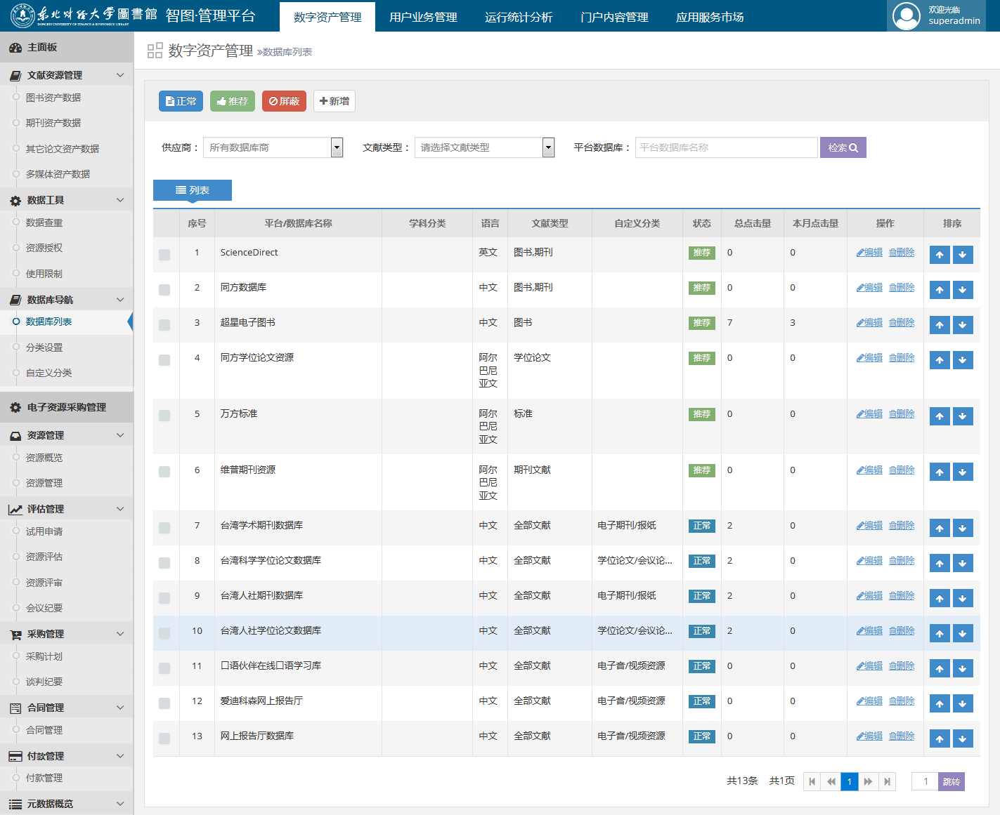 东北财经大学圖書館 智图·管理平台
DONGBEI UNIVERSITY OF FINANCE & ECONOMICS LIBRARY
数字资产管理 用户业务管理 运行统计分析 门户内容管理 应用服务市场
欢迎光临
superadmin
主面板
文献资源管理
图书资产数据
期刊资产数据
其它论文资产数据
多媒体资产数据
数据工具
数据查重
资源授权
使用限制
数据库导航
数据库列表
分类设置
自定义分类
电子资源采购管理
资源管理
资源概览
资源管理
评估管理
试用申请
资源评估
资源评审
会议纪要
采购管理
采购计划
谈判纪要
合同管理
合同管理
付款管理
付款管理
元数据概览
数字资产管理 »数据库列表
正常 推荐 屏蔽 新增
供应商： 所有数据库商 文献类型： 请选择文献类型 平台数据库： 平台数据库名称 检索
列表
序号 平台/数据库名称 学科分类 语言 文献类型 自定义分类 状态 总点击量 本月点击量 操作 排序
1 ScienceDirect 英文 图书,期刊 推荐 0 0 编辑 删除
2 同方数据库 中文 图书,期刊 推荐 0 0 编辑 删除
3 超星电子图书 中文 图书 推荐 7 3 编辑 删除
4 同方学位论文资源 阿尔巴尼亚文 学位论文 推荐 0 0 编辑 删除
5 万方标准 阿尔巴尼亚文 标准 推荐 0 0 编辑 删除
6 维普期刊资源 阿尔巴尼亚文 期刊文献 推荐 0 0 编辑 删除
7 台湾学术期刊数据库 中文 全部文献 电子期刊/报纸 正常 2 0 编辑 删除
8 台湾科学学位论文数据库 中文 全部文献 学位论文/会议论... 正常 2 0 编辑 删除
9 台湾人社期刊数据库 中文 全部文献 电子期刊/报纸 正常 2 0 编辑 删除
10 台湾人社学位论文数据库 中文 全部文献 学位论文/会议论... 正常 2 0 编辑 删除
11 口语伙伴在线口语学习库 中文 全部文献 电子音/视频资源 正常 0 0 编辑 删除
12 爱迪科森网上报告厅 中文 全部文献 电子音/视频资源 正常 0 0 编辑 删除
13 网上报告厅数据库 中文 全部文献 电子音/视频资源 正常 0 0 编辑 删除
共13条 共1页 1 1 跳转